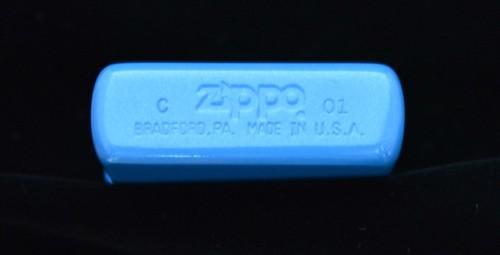 C Zippo 01
BRADFORD, PA. MADE IN U.S.A.